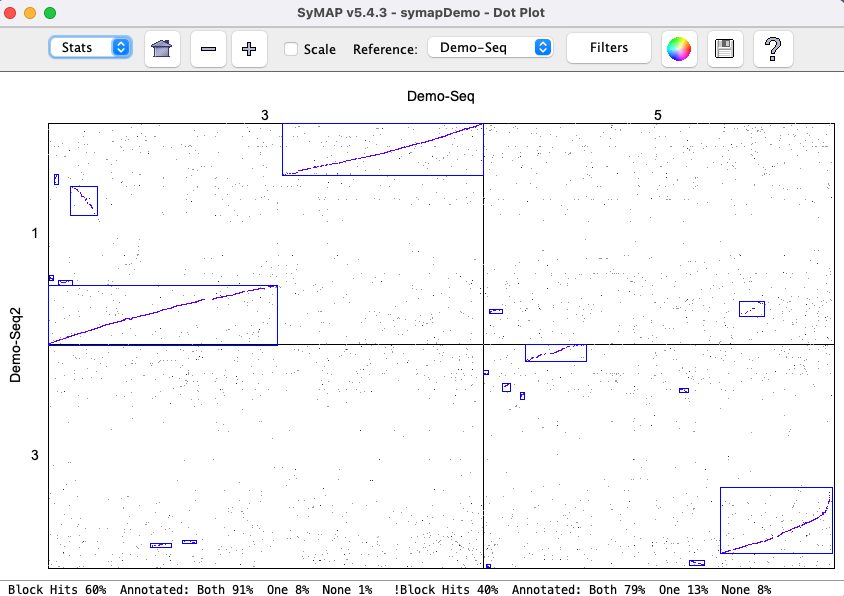 SyMAP v5.4.3 - symapDemo - Dot Plot
Stats Scale Reference: Demo-Seq Filters ?
Demo-Seq
3 5
1
Demo-Seq2
3
Block Hits 60% Annotated: Both 91% One 8% None 1% !Block Hits 40% Annotated: Both 79% One 13% None 8%